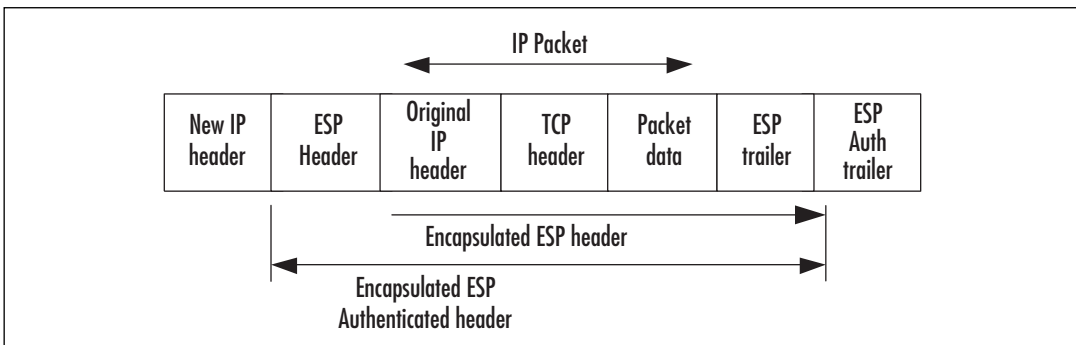 IP Packet
New IP
header
ESP
Header
Original
IP
header
TCP
header
Packet
data
ESP
trailer
ESP
Auth
trailer
Encapsulated ESP header
Encapsulated ESP
Authenticated header